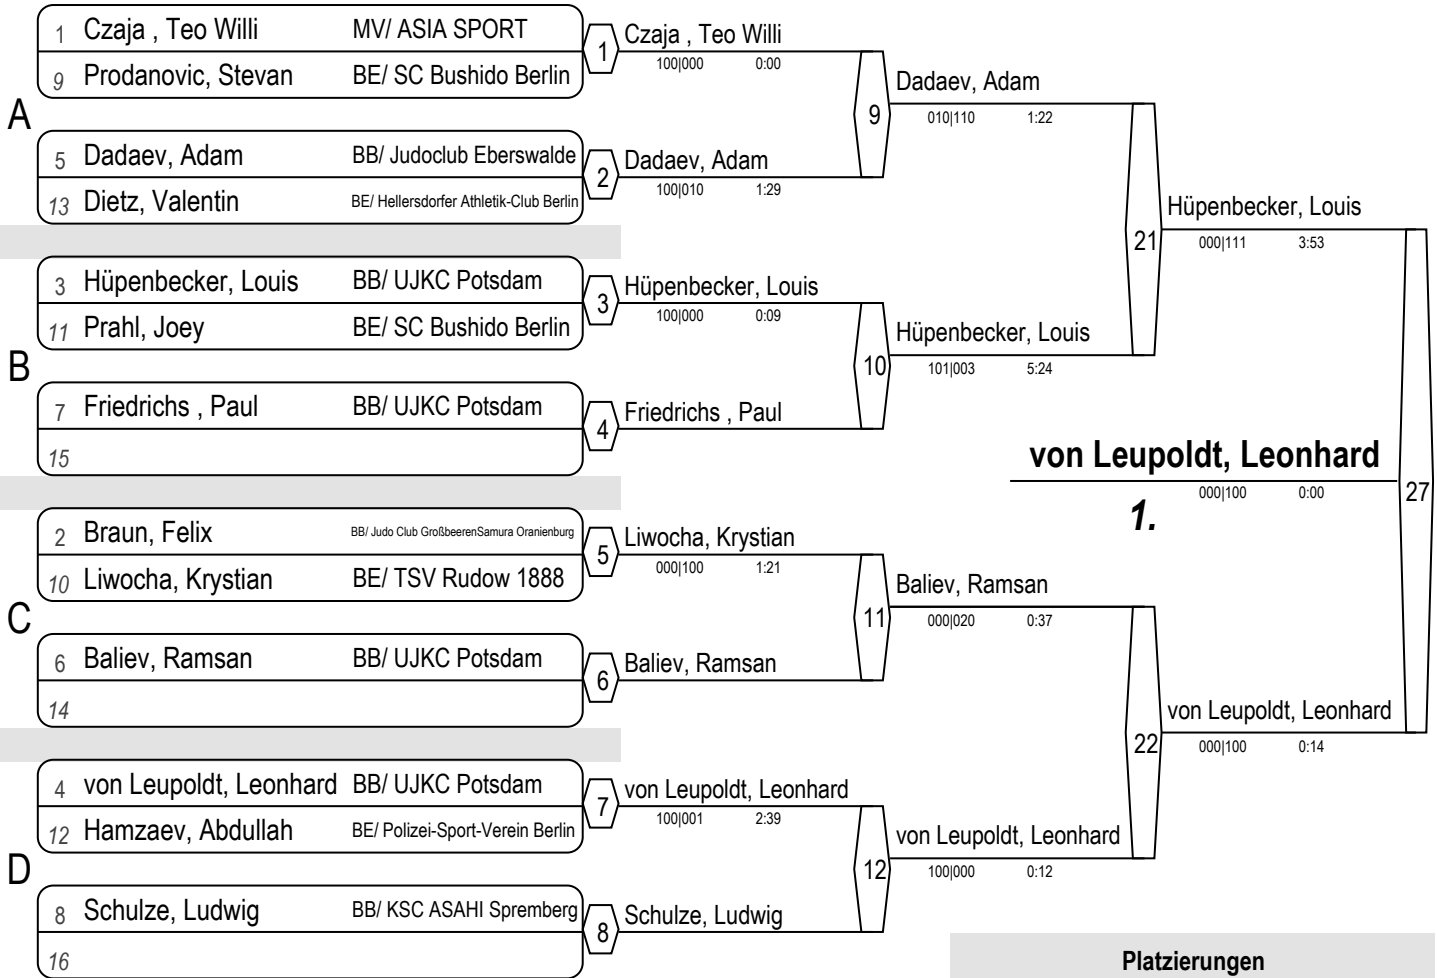 1 Czaja , Teo Willi MV/ ASIA SPORT
9 Prodanovic, Stevan BE/ SC Bushido Berlin
1
Czaja , Teo Willi
100|000 0:00
A
5 Dadaev, Adam BB/ Judoclub Eberswalde
13 Dietz, Valentin BE/ Hellersdorfer Athletik-Club Berlin
2
Dadaev, Adam
100|010 1:29
9
Dadaev, Adam
010|110 1:22
3 Hüpenbecker, Louis BB/ UJKC Potsdam
11 Prahl, Joey BE/ SC Bushido Berlin
3
Hüpenbecker, Louis
100|000 0:09
B
7 Friedrichs , Paul BB/ UJKC Potsdam
15
4
Friedrichs , Paul
10
Hüpenbecker, Louis
101|003 5:24
21
Hüpenbecker, Louis
000|111 3:53
2 Braun, Felix BB/ Judo Club GroßbeerenSamura Oranienburg
10 Liwocha, Krystian BE/ TSV Rudow 1888
5
Liwocha, Krystian
000|100 1:21
C
6 Baliev, Ramsan BB/ UJKC Potsdam
14
6
Baliev, Ramsan
11
Baliev, Ramsan
000|020 0:37
4 von Leupoldt, Leonhard BB/ UJKC Potsdam
12 Hamzaev, Abdullah BE/ Polizei-Sport-Verein Berlin
7
von Leupoldt, Leonhard
100|001 2:39
D
8 Schulze, Ludwig BB/ KSC ASAHI Spremberg
16
8
Schulze, Ludwig
12
von Leupoldt, Leonhard
100|000 0:12
22
von Leupoldt, Leonhard
000|100 0:14
27
von Leupoldt, Leonhard
000|100 0:00
1.
Platzierungen